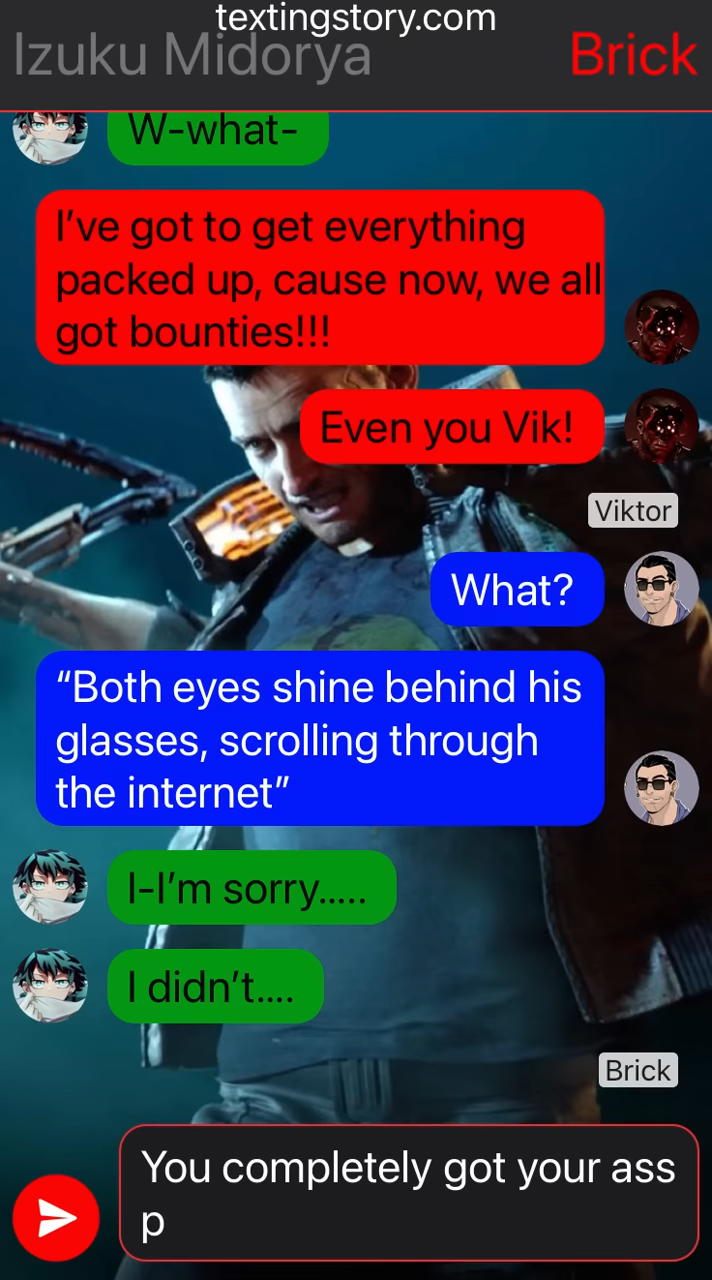 textingstory.com
Izuku Midorya
Brick
W-what-
I’ve got to get everything
packed up, cause now, we all
got bounties!!!
Even you Vik!
Viktor
What?
“Both eyes shine behind his
glasses, scrolling through
the internet”
I-I’m sorry.....
I didn’t....
Brick
You completely got your ass
p